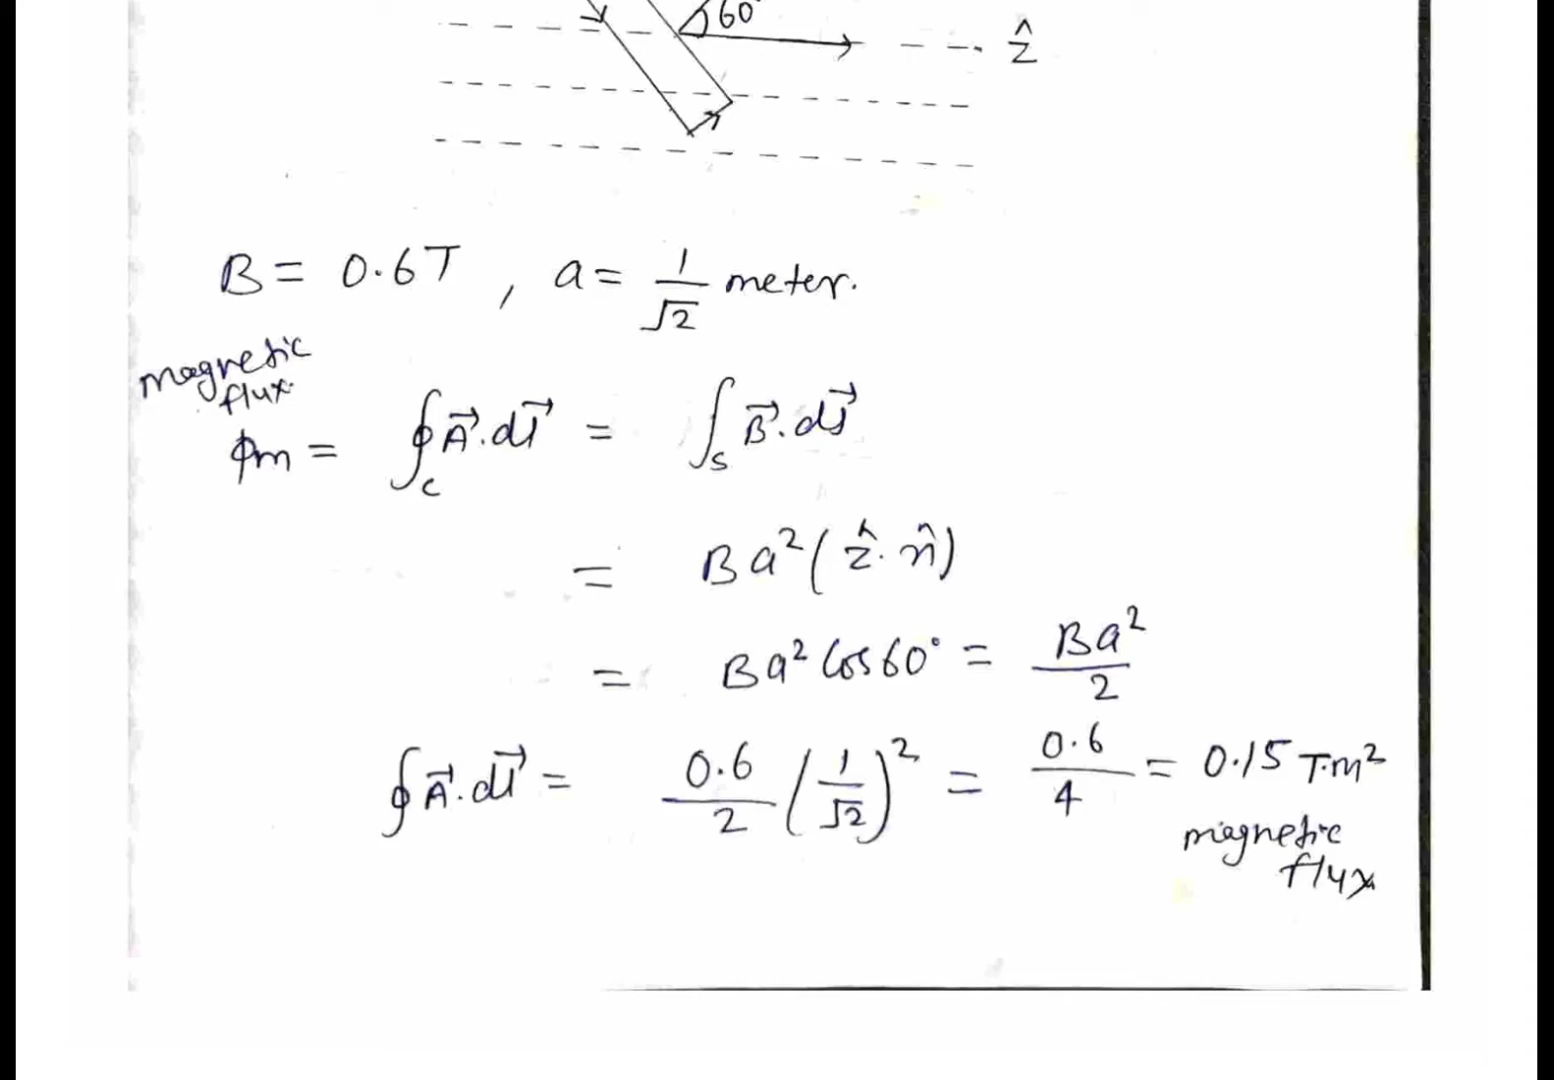 60°
ẑ
B = 0.6T , a = 1/√2 meter.
magnetic
flux.
ϕm = ∮c A⃗.dl⃗ = ∫s B⃗.ds⃗
= Ba²(ẑ.n̂)
= Ba² Cos60° = Ba²/2
∮A⃗.dl⃗ = 0.6/2 (1/√2)² = 0.6/4 = 0.15 T.m²
magnetic
flux